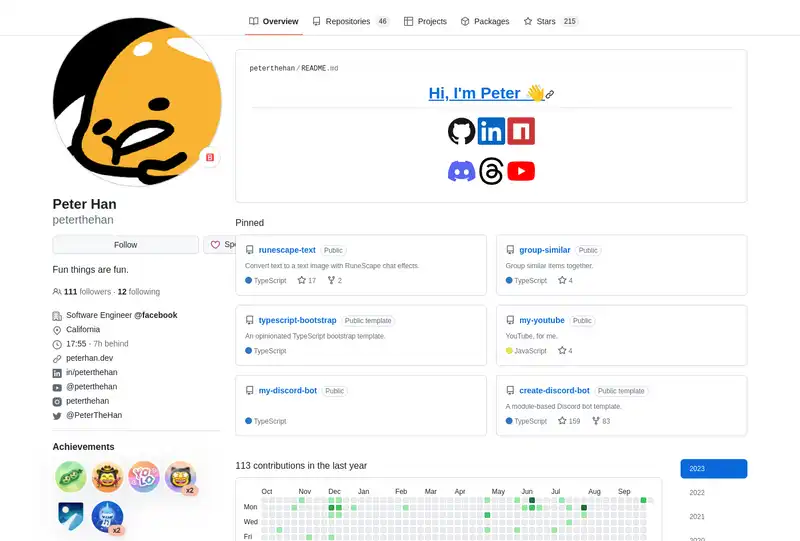 Overview
Repositories 46
Projects
Packages
Stars 215
peterthehan/README.md
Hi, I'm Peter 👋
Peter Han
peterthehan
Follow
Fun things are fun.
111 followers · 12 following
Software Engineer @facebook
California
17:55 - 7h behind
peterhan.dev
in/peterthehan
@peterthehan
peterthehan
@PeterTheHan
Achievements
YOLO
x2
x2
Pinned
runescape-text Public
Convert text to a text image with RuneScape chat effects.
TypeScript 17 2
group-similar Public
Group similar items together.
TypeScript 4
typescript-bootstrap Public template
An opinionated TypeScript bootstrap template.
TypeScript
my-youtube Public
YouTube, for me.
JavaScript 4
my-discord-bot Public
TypeScript
create-discord-bot Public template
A module-based Discord bot template.
TypeScript 159 83
113 contributions in the last year
Oct Nov Dec Jan Feb Mar Apr May Jun Jul Aug Sep
Mon
Wed
Fri
2023
2022
2021